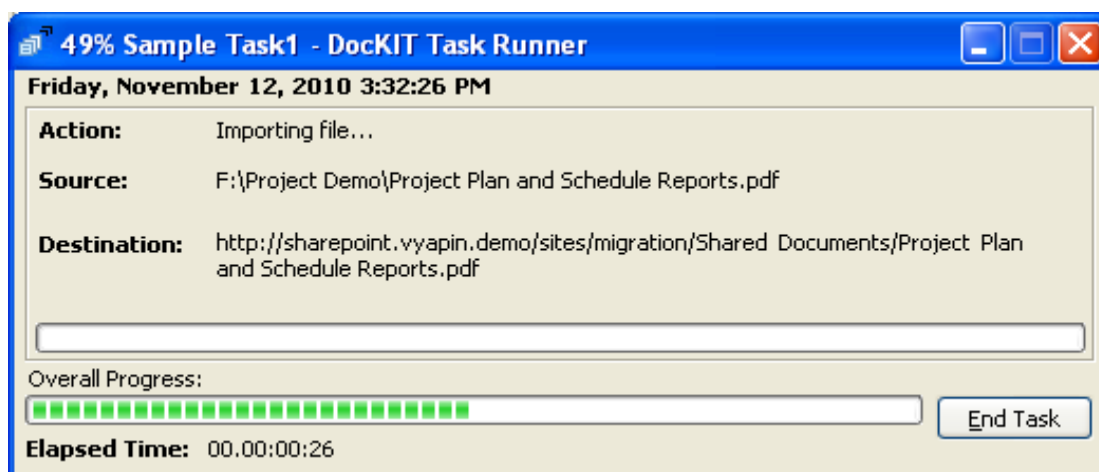 49% Sample Task1 - DocKIT Task Runner
Friday, November 12, 2010 3:32:26 PM
Action: Importing file...
Source: F:\Project Demo\Project Plan and Schedule Reports.pdf
Destination: http://sharepoint.vyapin.demo/sites/migration/Shared Documents/Project Plan
and Schedule Reports.pdf
Overall Progress:
End Task
Elapsed Time: 00.00:00:26